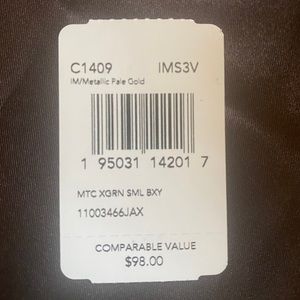 C1409 IMS3V
IM/Metallic Pale Gold
1 95031 14201 7
MTC XGRN SML BXY
11003466JAX
COMPARABLE VALUE
$98.00